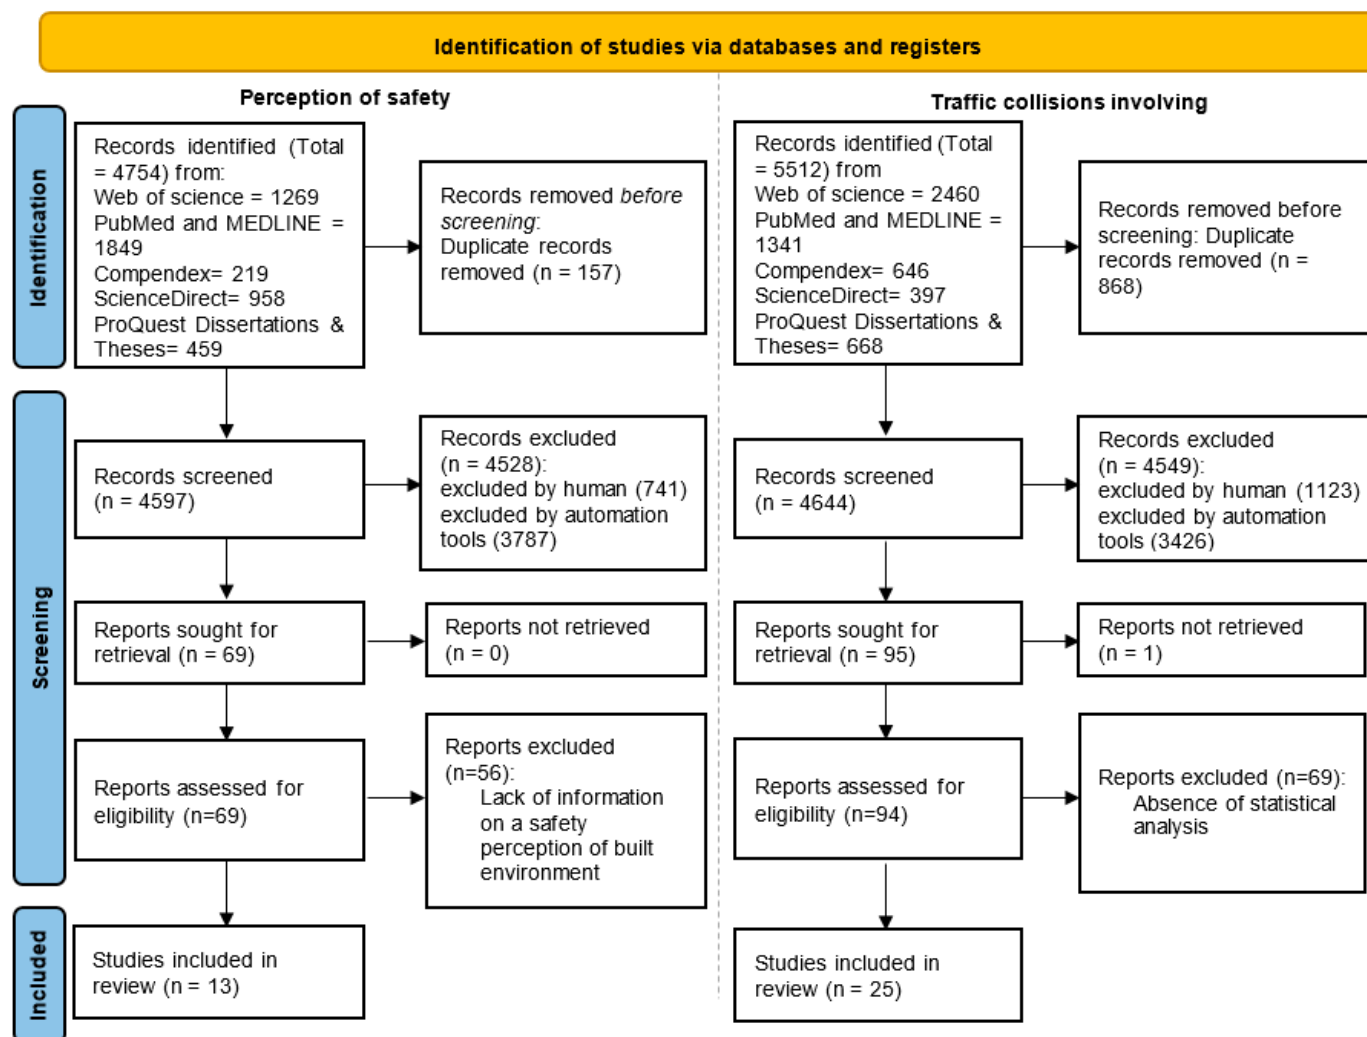 Identification of studies via databases and registers
Perception of safety
Traffic collisions involving
Identification
Records identified (Total
= 4754) from:
Web of science = 1269
PubMed and MEDLINE =
1849
Compendex= 219
ScienceDirect= 958
ProQuest Dissertations &
Theses= 459
Records removed before
screening:
Duplicate records
removed (n = 157)
Records identified (Total
= 5512) from
Web of science = 2460
PubMed and MEDLINE =
1341
Compendex= 646
ScienceDirect= 397
ProQuest Dissertations &
Theses= 668
Records removed before
screening: Duplicate
records removed (n =
868)
Screening
Records screened
(n = 4597)
Records excluded
(n = 4528):
excluded by human (741)
excluded by automation
tools (3787)
Records screened
(n = 4644)
Records excluded
(n = 4549):
excluded by human (1123)
excluded by automation
tools (3426)
Reports sought for
retrieval (n = 69)
Reports not retrieved
(n = 0)
Reports sought for
retrieval (n = 95)
Reports not retrieved
(n = 1)
Reports assessed for
eligibility (n=69)
Reports excluded
(n=56):
Lack of information
on a safety
perception of built
environment
Reports assessed for
eligibility (n=94)
Reports excluded (n=69):
Absence of statistical
analysis
Included
Studies included in
review (n = 13)
Studies included in
review (n = 25)